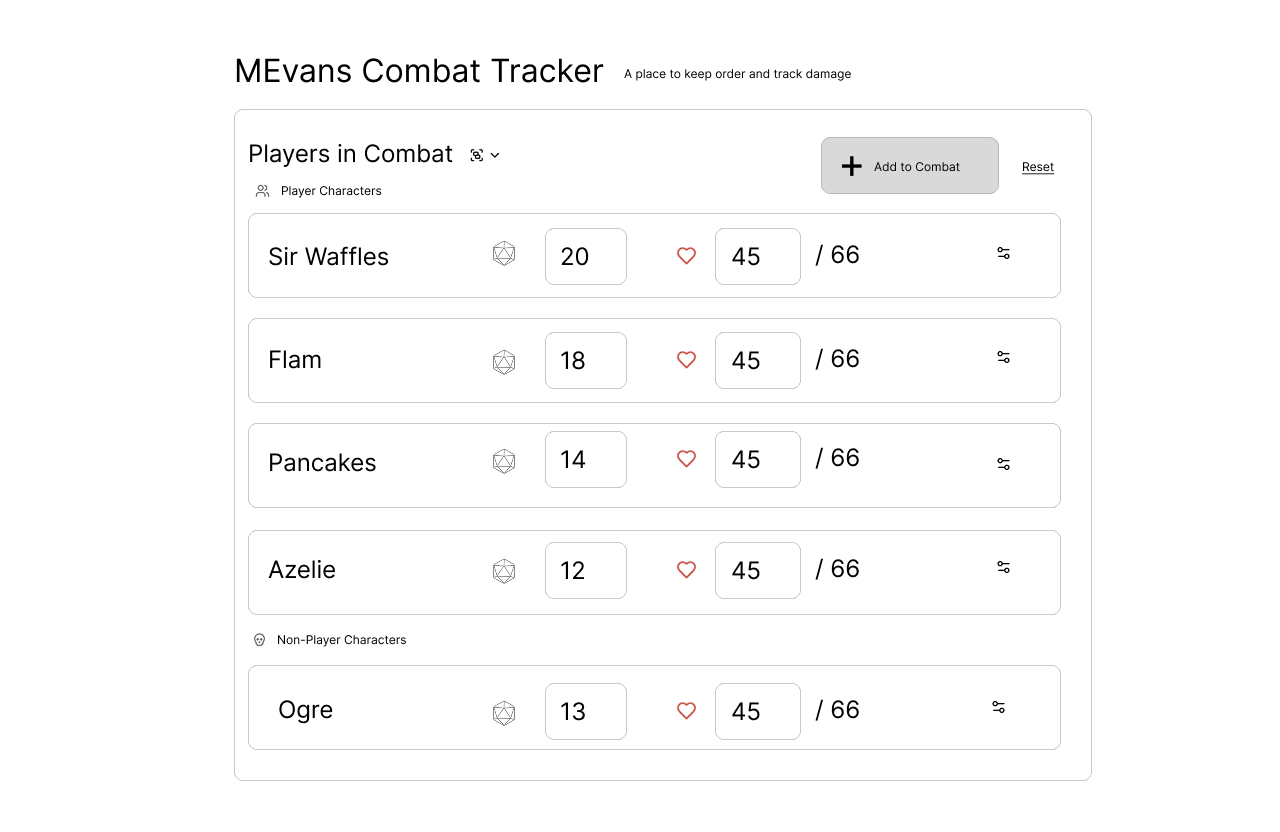 MEvans Combat Tracker A place to keep order and track damage
Players in Combat
Add to Combat Reset
Player Characters
Sir Waffles 20 45 / 66
Flam 18 45 / 66
Pancakes 14 45 / 66
Azelie 12 45 / 66
Non-Player Characters
Ogre 13 45 / 66